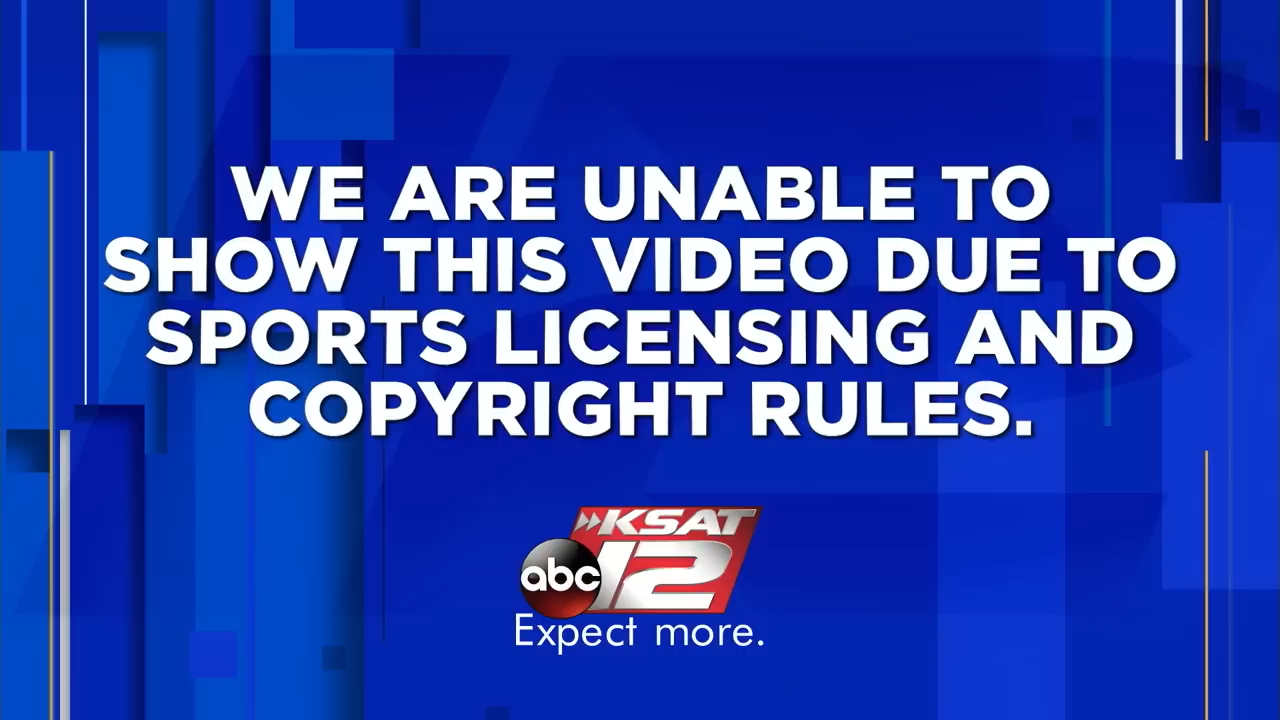 WE ARE UNABLE TO
SHOW THIS VIDEO DUE TO
SPORTS LICENSING AND
COPYRIGHT RULES.
KSAT
abc 12
Expect more.